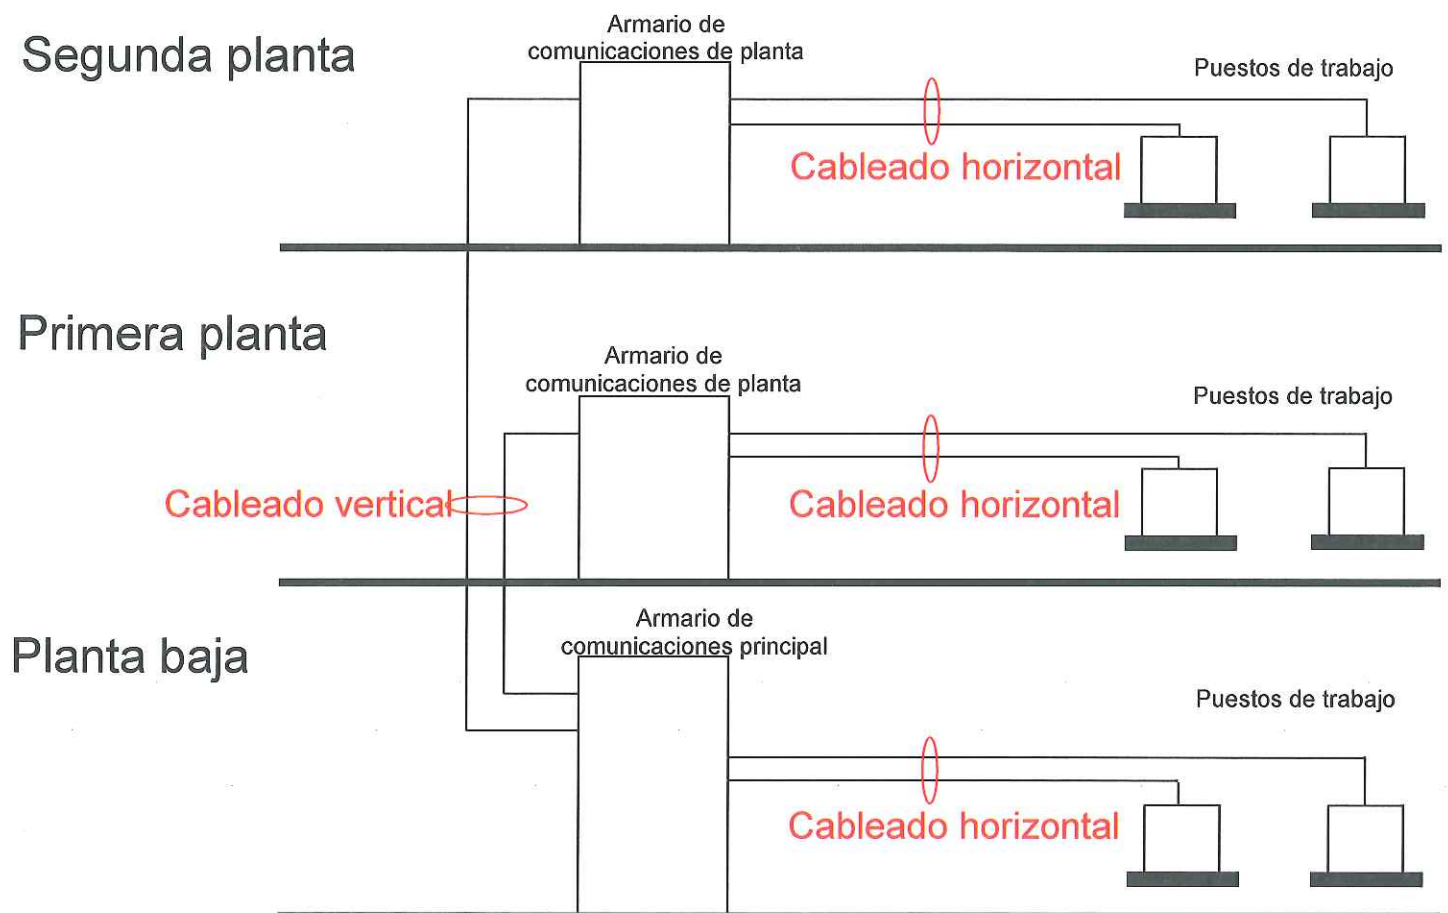 Segunda planta
Armario de
comunicaciones de planta
Puestos de trabajo
Cableado horizontal
Primera planta
Armario de
comunicaciones de planta
Puestos de trabajo
Cableado vertical
Cableado horizontal
Planta baja
Armario de
comunicaciones principal
Puestos de trabajo
Cableado horizontal